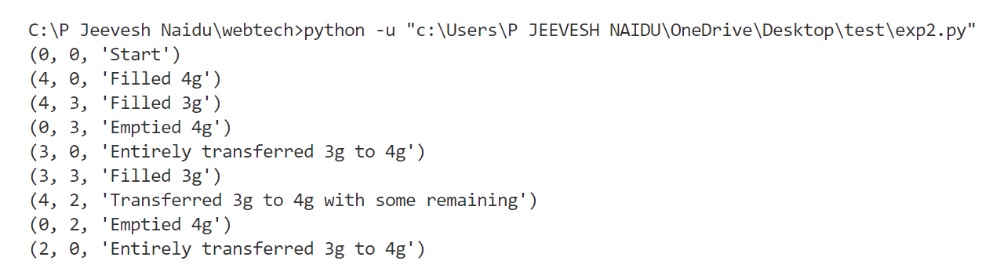 C:\P Jeevesh Naidu\webtech>python -u "c:\Users\P JEEVESH NAIDU\OneDrive\Desktop\test\exp2.py"
(0, 0, 'Start')
(4, 0, 'Filled 4g')
(4, 3, 'Filled 3g')
(0, 3, 'Emptied 4g')
(3, 0, 'Entirely transferred 3g to 4g')
(3, 3, 'Filled 3g')
(4, 2, 'Transferred 3g to 4g with some remaining')
(0, 2, 'Emptied 4g')
(2, 0, 'Entirely transferred 3g to 4g')